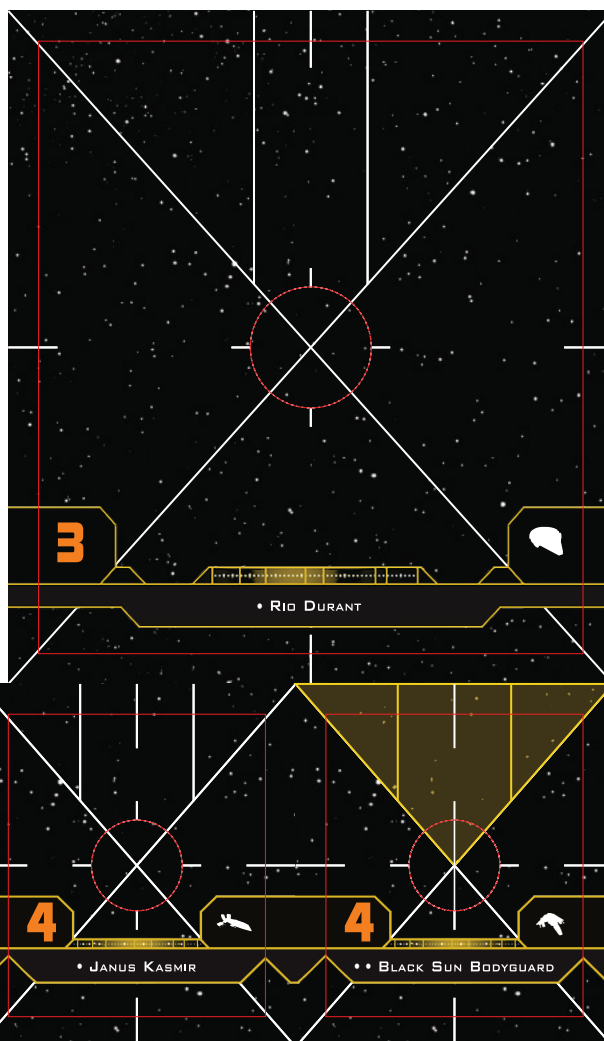 3
• Rio Durant
4
• Janus Kasmir
4
• • Black Sun Bodyguard